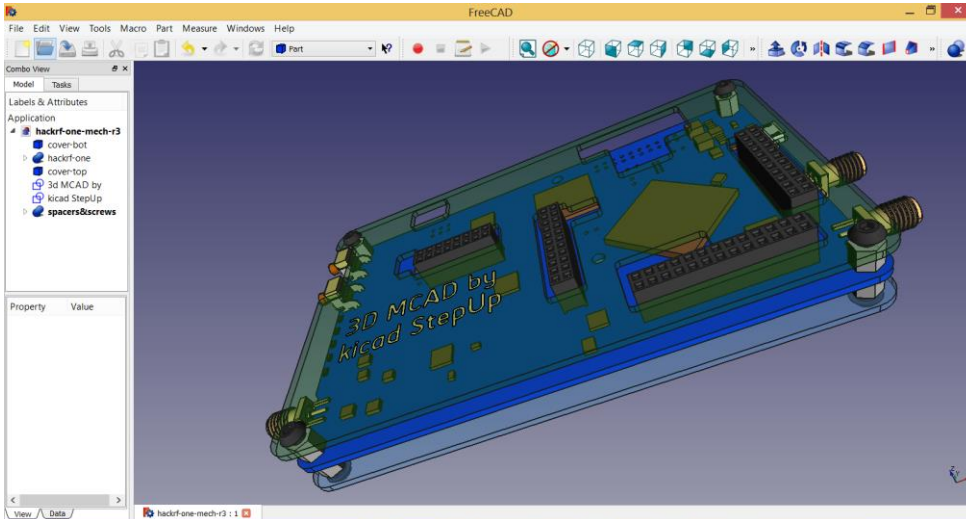 FreeCAD
File Edit View Tools Macro Part Measure Windows Help
Part
Combo View
Model Tasks
Labels & Attributes
Application
hackrf-one-mech-r3
cover-bot
hackrf-one
cover-top
3d MCAD by
kicad StepUp
spacers&screws
Property Value
View Data
3D MCAD by
kicad StepUp
hackrf-one-mech-r3 : 1